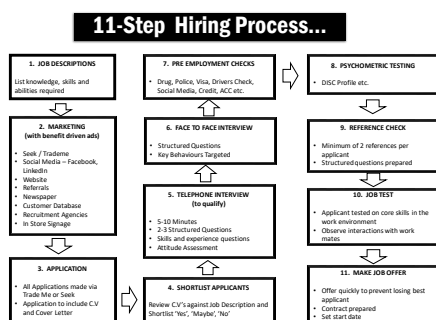 11-Step Hiring Process...
1. JOB DESCRIPTIONS
List knowledge, skills and
abilities required
2. MARKETING
(with benefit driven ads)
• Seek / Trademe
• Social Media – Facebook,
LinkedIn
• Website
• Referrals
• Newspaper
• Customer Database
• Recruitment Agencies
• In Store Signage
3. APPLICATION
• All Applications made via
Trade Me or Seek
• Application to include C.V
and Cover Letter
4. SHORTLIST APPLICANTS
Review C.V's against Job Description and
Shortlist 'Yes', 'Maybe', 'No'
5. TELEPHONE INTERVIEW
(to qualify)
• 5-10 Minutes
• 2-3 Structured Questions
• Skills and experience questions
• Attitude Assessment
6. FACE TO FACE INTERVIEW
• Structured Questions
• Key Behaviours Targeted
7. PRE EMPLOYMENT CHECKS
• Drug, Police, Visa, Drivers Check,
Social Media, Credit, ACC etc.
8. PSYCHOMETRIC TESTING
• DISC Profile etc.
9. REFERENCE CHECK
• Minimum of 2 references per
applicant
• Structured questions prepared
10. JOB TEST
• Applicant tested on core skills in the
work environment
• Observe interactions with work
mates
11. MAKE JOB OFFER
• Offer quickly to prevent losing best
applicant
• Contract prepared
• Set start date